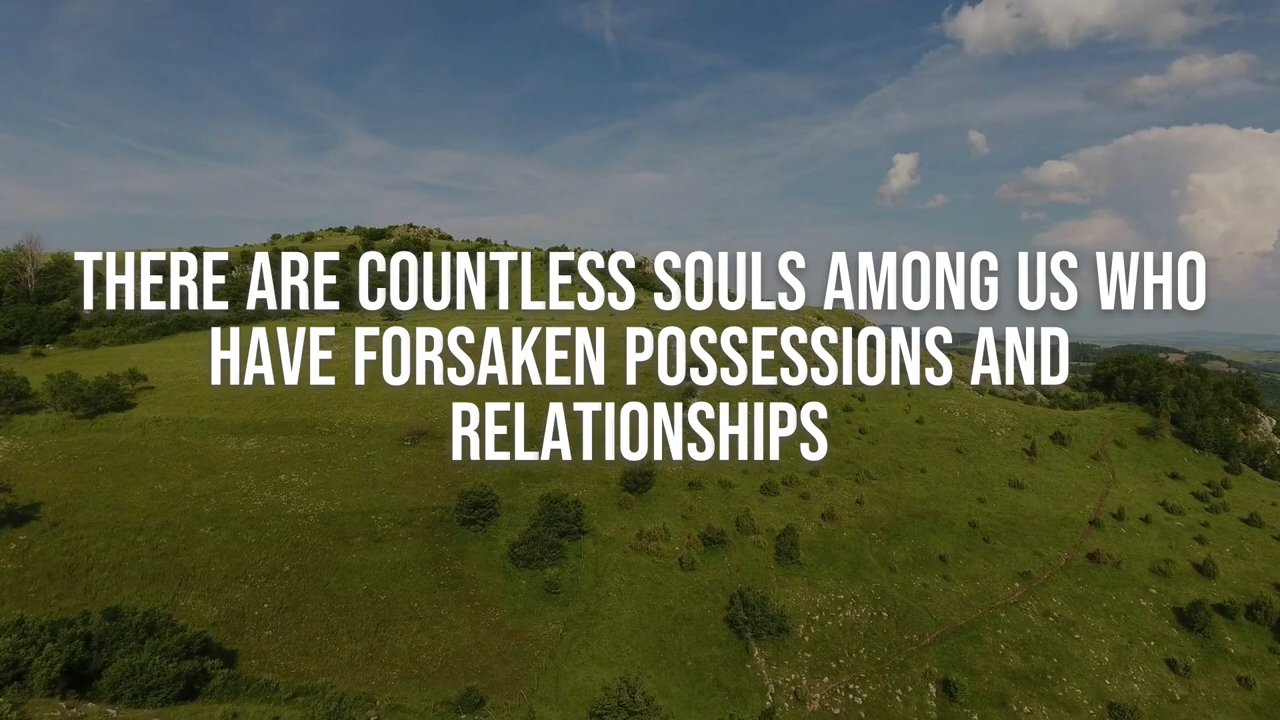 THERE ARE COUNTLESS SOULS AMONG US WHO
HAVE FORSAKEN POSSESSIONS AND
RELATIONSHIPS